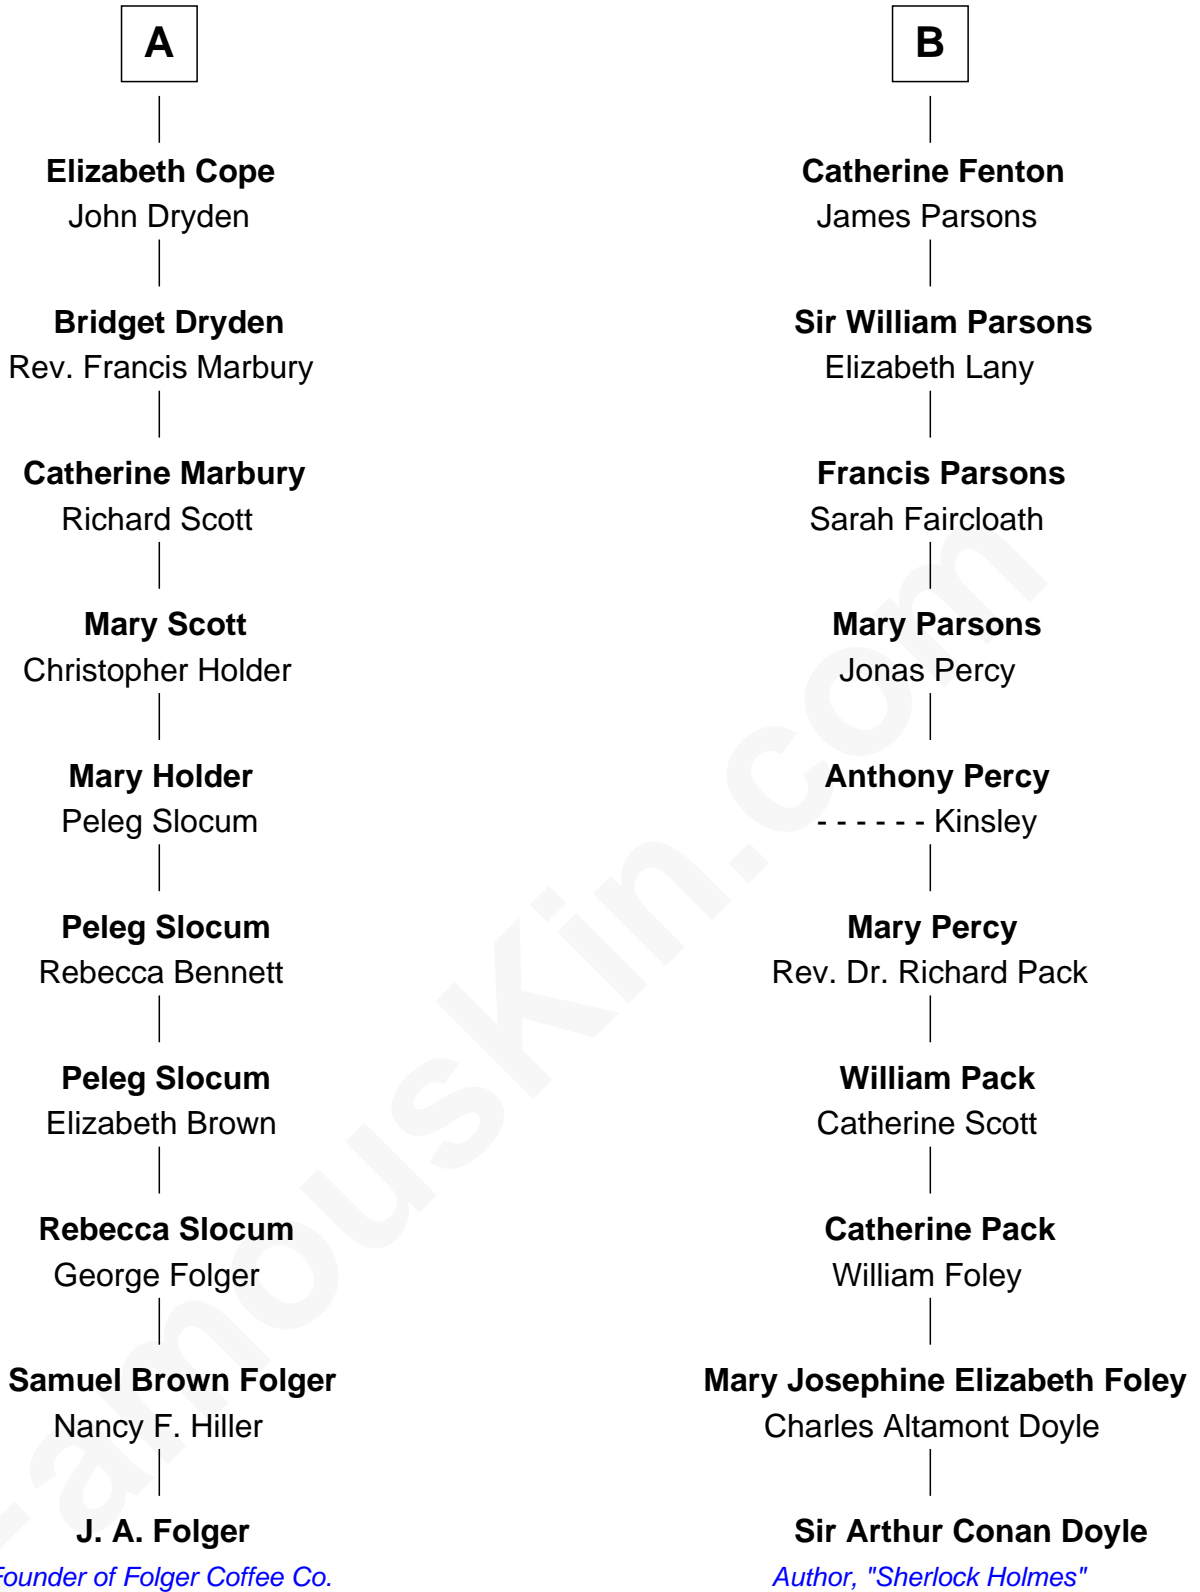 A
Elizabeth Cope
John Dryden
Bridget Dryden
Rev. Francis Marbury
Catherine Marbury
Richard Scott
Mary Scott
Christopher Holder
Mary Holder
Peleg Slocum
Peleg Slocum
Rebecca Bennett
Peleg Slocum
Elizabeth Brown
Rebecca Slocum
George Folger
Samuel Brown Folger
Nancy F. Hiller
J. A. Folger
Founder of Folger Coffee Co.
B
Catherine Fenton
James Parsons
Sir William Parsons
Elizabeth Lany
Francis Parsons
Sarah Faircloath
Mary Parsons
Jonas Percy
Anthony Percy
- - - - - - Kinsley
Mary Percy
Rev. Dr. Richard Pack
William Pack
Catherine Scott
Catherine Pack
William Foley
Mary Josephine Elizabeth Foley
Charles Altamont Doyle
Sir Arthur Conan Doyle
Author, "Sherlock Holmes"
FamousKin.com